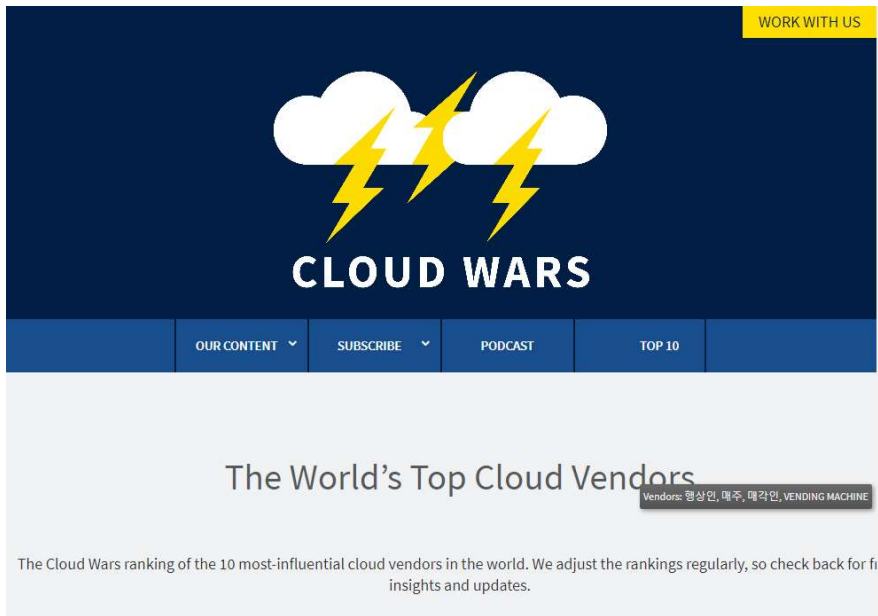 WORK WITH US
CLOUD WARS
OUR CONTENT
SUBSCRIBE
PODCAST
TOP 10
The World’s Top Cloud Vendors
Vendors: 행상인, 매주, 매각인, VENDING MACHINE
The Cloud Wars ranking of the 10 most-influential cloud vendors in the world. We adjust the rankings regularly, so check back for
insights and updates.